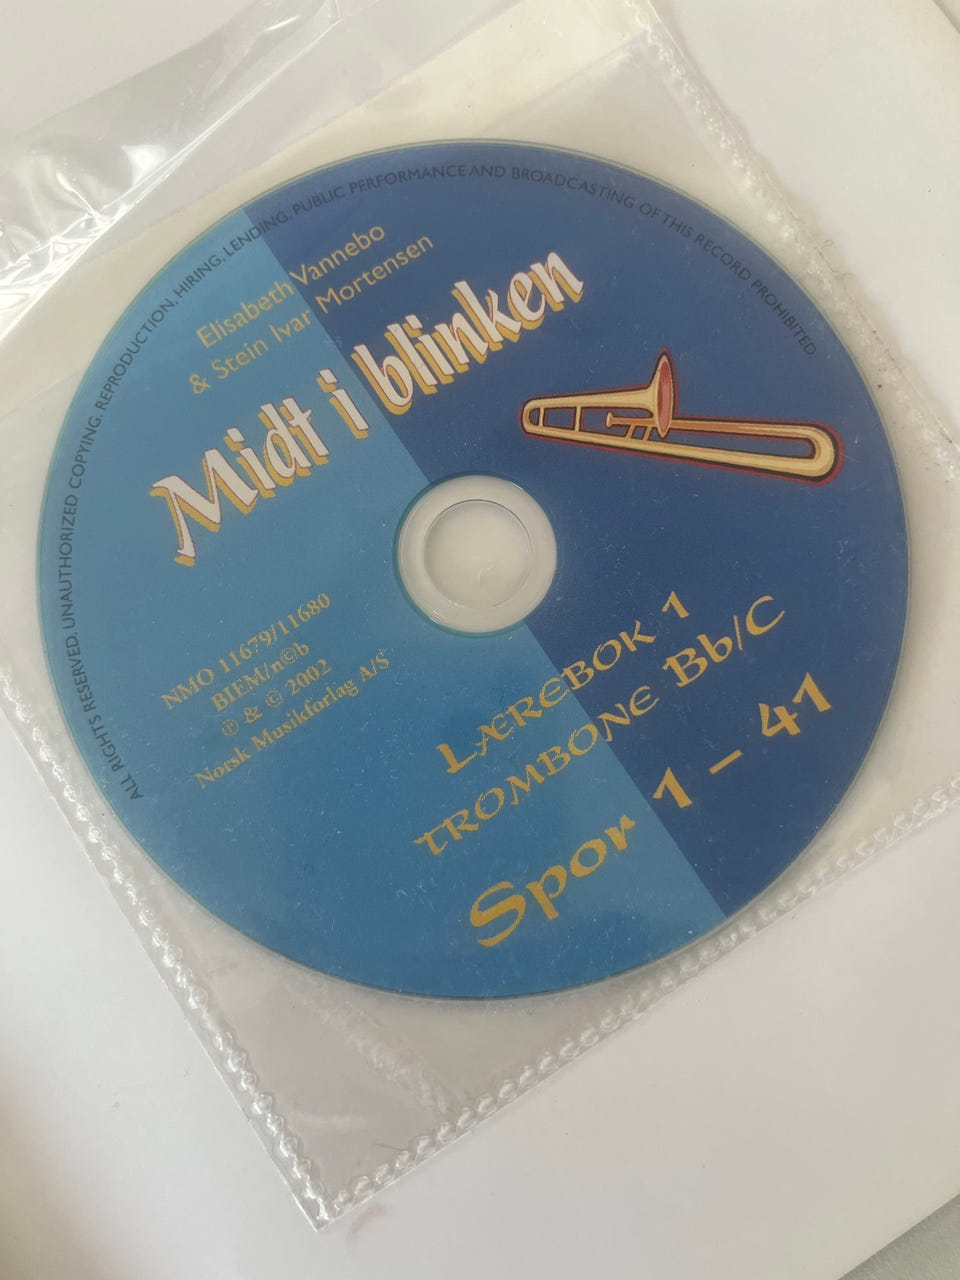 ALL RIGHTS RESERVED. UNAUTHORIZED COPYING, REPRODUCTION, HIRING, LENDING, PUBLIC PERFORMANCE AND BROADCASTING OF THIS RECORD PROHIBITED.
Elisabeth Vannebo
& Stein Ivar Mortensen
Midt i blinken
NMO 11679/11680
BIEM/n©b
℗ & © 2002
Norsk Musikforlag A/S
LÆREBOK 1
TROMBONE Bb/C
Spor 1 – 41